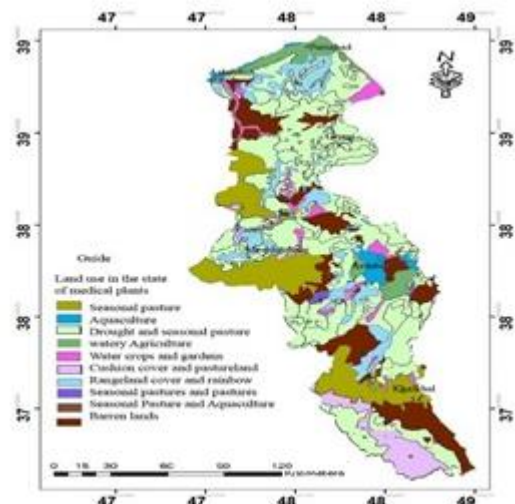 47 47 48 48 49
39 39
N
39 39
38 38
38 38
37 37
Guide
Land use in the state
of medical plants
Seasonal pasture
Aquaculture
Drought and seasonal pasture
watery Agriculture
Water crops and gardens
Cushion cover and pastureland
Rangeland cover and rainbow
Seasonal pastures and pastures
Seasonal Pasture and Aquaculture
Barren lands
0 15 30 60 90 120
Kilometers
47 47 48 48 49